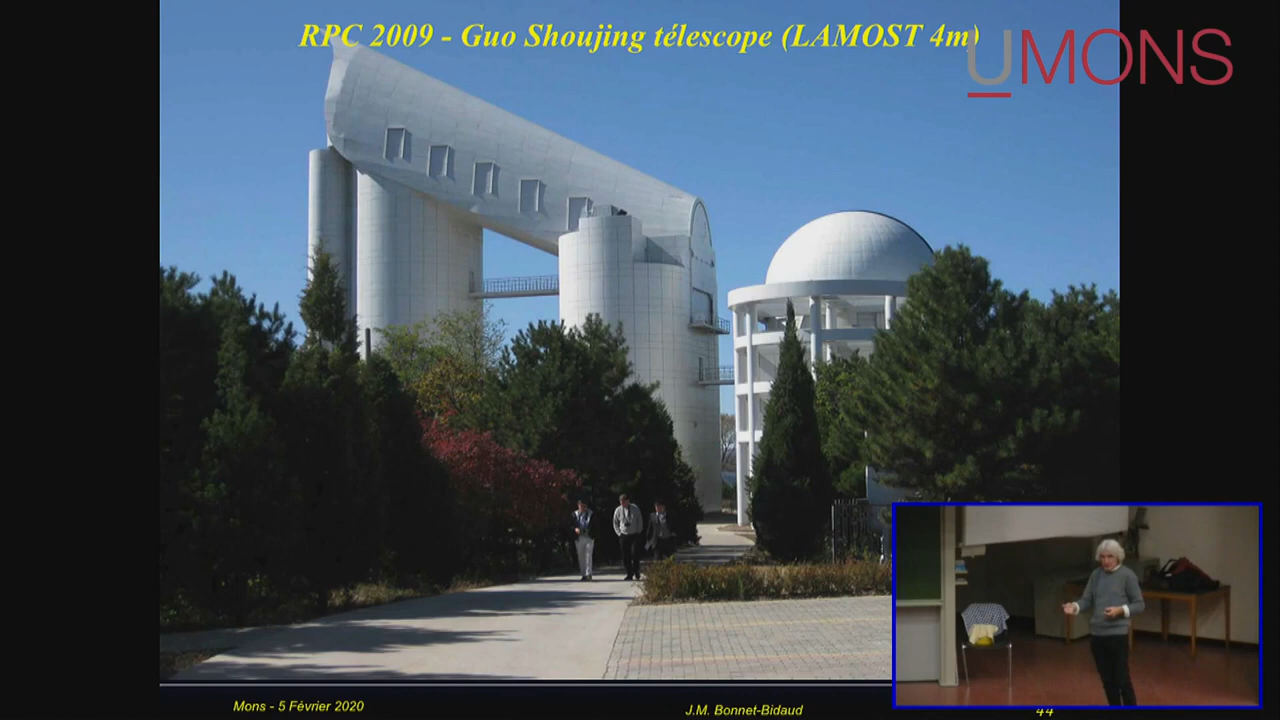 RPC 2009 - Guo Shoujing télescope (LAMOST 4m)
UMONS
Mons - 5 Février 2020
J.M. Bonnet-Bidaud
44